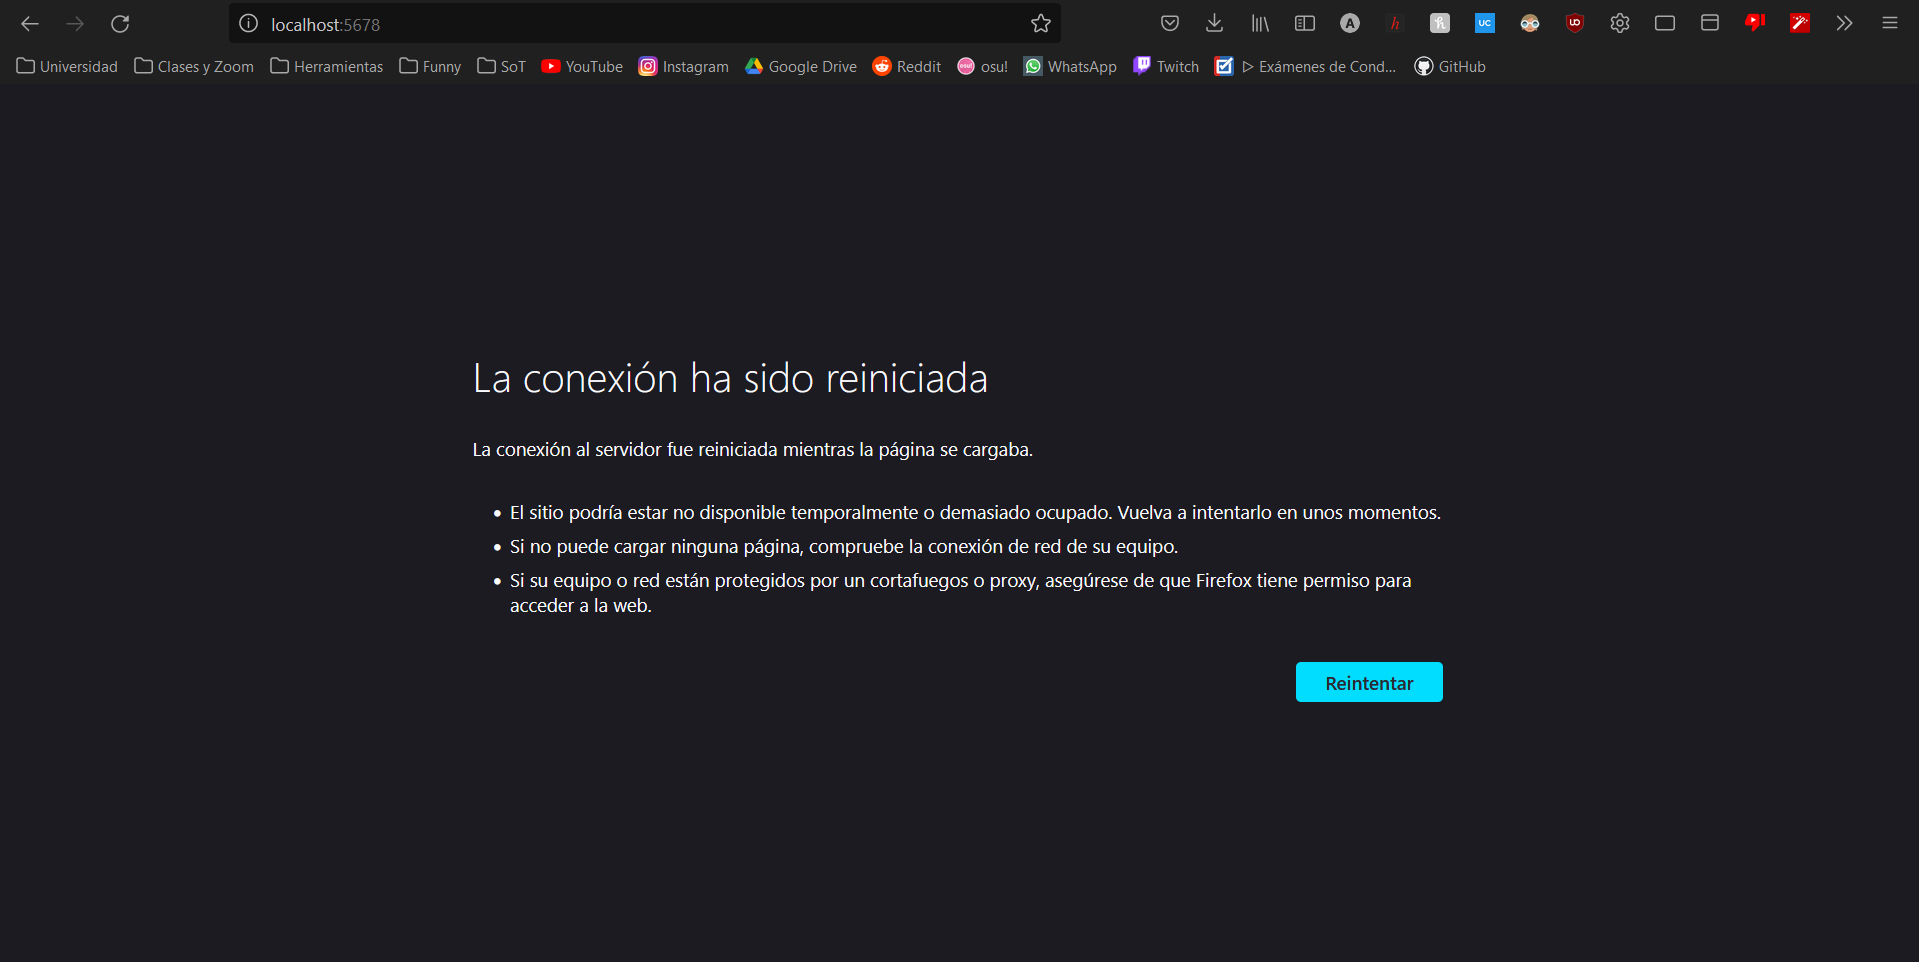 localhost:5678
Universidad Clases y Zoom Herramientas Funny SoT YouTube Instagram Google Drive Reddit osu! WhatsApp Twitch ▷ Exámenes de Cond... GitHub
La conexión ha sido reiniciada
La conexión al servidor fue reiniciada mientras la página se cargaba.
• El sitio podría estar no disponible temporalmente o demasiado ocupado. Vuelva a intentarlo en unos momentos.
• Si no puede cargar ninguna página, compruebe la conexión de red de su equipo.
• Si su equipo o red están protegidos por un cortafuegos o proxy, asegúrese de que Firefox tiene permiso para
acceder a la web.
Reintentar